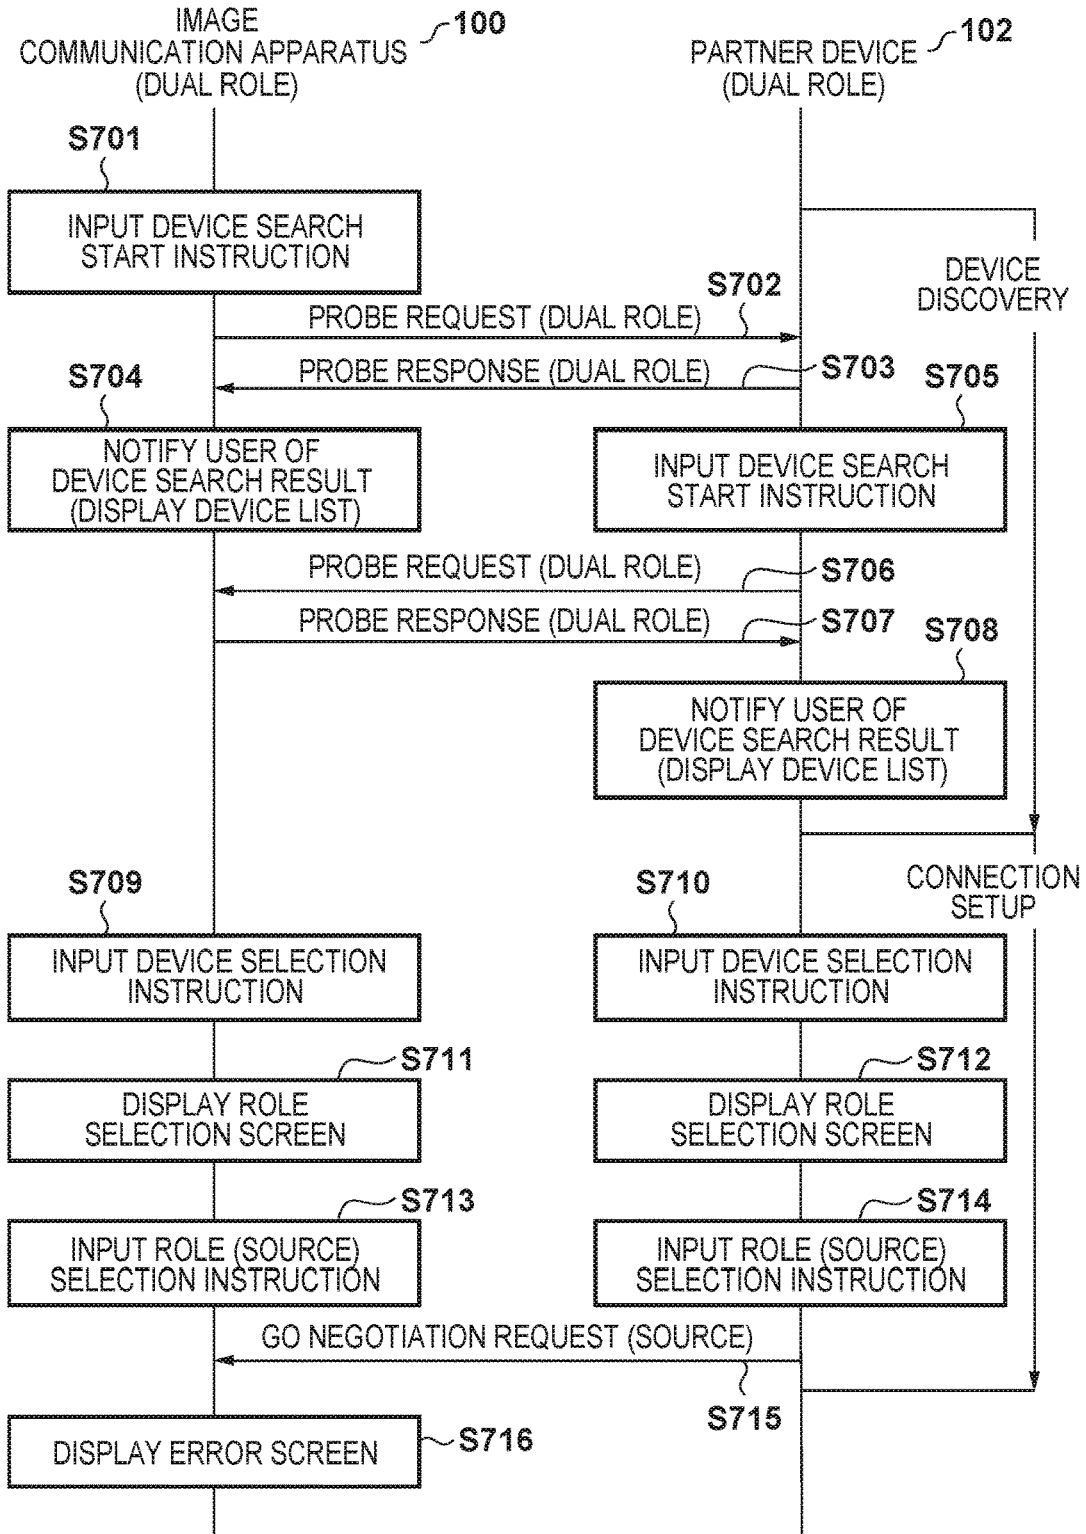 IMAGE
COMMUNICATION APPARATUS
(DUAL ROLE)
100
PARTNER DEVICE
(DUAL ROLE)
102
S701
INPUT DEVICE SEARCH
START INSTRUCTION
DEVICE
DISCOVERY
S702
PROBE REQUEST (DUAL ROLE)
S703
PROBE RESPONSE (DUAL ROLE)
S704
NOTIFY USER OF
DEVICE SEARCH RESULT
(DISPLAY DEVICE LIST)
S705
INPUT DEVICE SEARCH
START INSTRUCTION
PROBE REQUEST (DUAL ROLE)
S706
PROBE RESPONSE (DUAL ROLE)
S707
S708
NOTIFY USER OF
DEVICE SEARCH RESULT
(DISPLAY DEVICE LIST)
CONNECTION
SETUP
S709
INPUT DEVICE SELECTION
INSTRUCTION
S710
INPUT DEVICE SELECTION
INSTRUCTION
S711
DISPLAY ROLE
SELECTION SCREEN
S712
DISPLAY ROLE
SELECTION SCREEN
S713
INPUT ROLE (SOURCE)
SELECTION INSTRUCTION
S714
INPUT ROLE (SOURCE)
SELECTION INSTRUCTION
GO NEGOTIATION REQUEST (SOURCE)
S715
DISPLAY ERROR SCREEN
S716